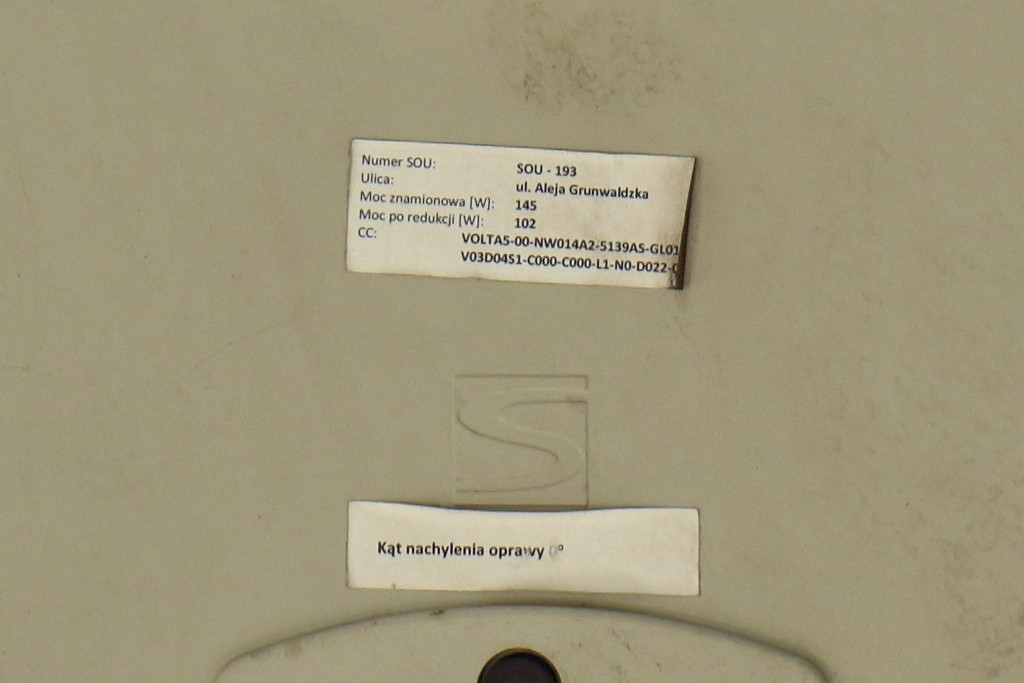 Numer SOU: SOU - 193
Ulica: ul. Aleja Grunwaldzka
Moc znamionowa [W]: 145
Moc po redukcji [W]: 102
CC: VOLTA5-00-NW014A2-5139AS-GL01
V03D04S1-C000-C000-L1-N0-D022-
Kąt nachylenia oprawy 0°